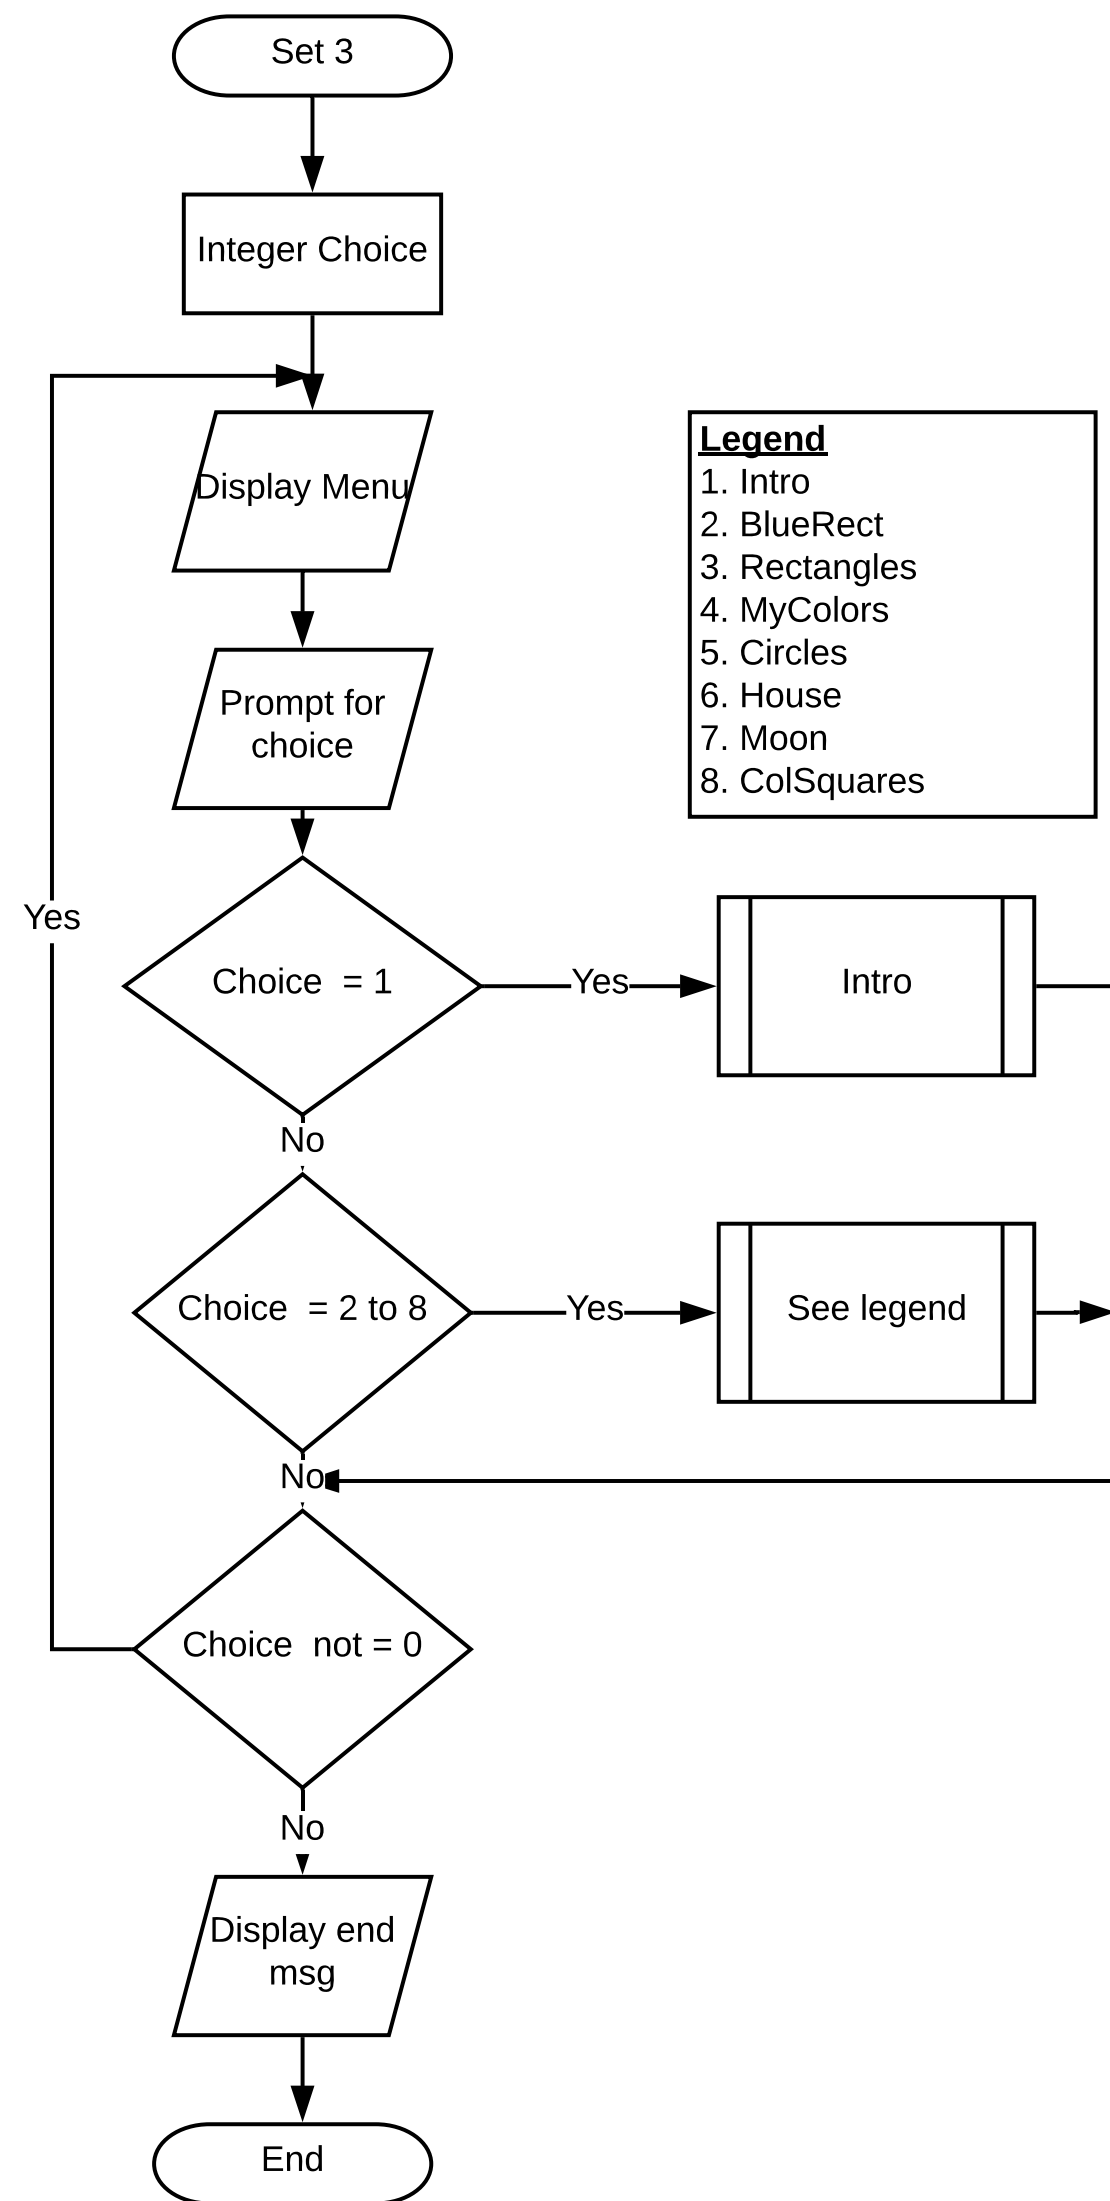 Set 3
Integer Choice
Display Menu
Legend
1. Intro
2. BlueRect
3. Rectangles
4. MyColors
5. Circles
6. House
7. Moon
8. ColSquares
Prompt for
choice
Yes
Choice = 1
Yes
Intro
No
Choice = 2 to 8
Yes
See legend
No
Choice not = 0
No
Display end
msg
End